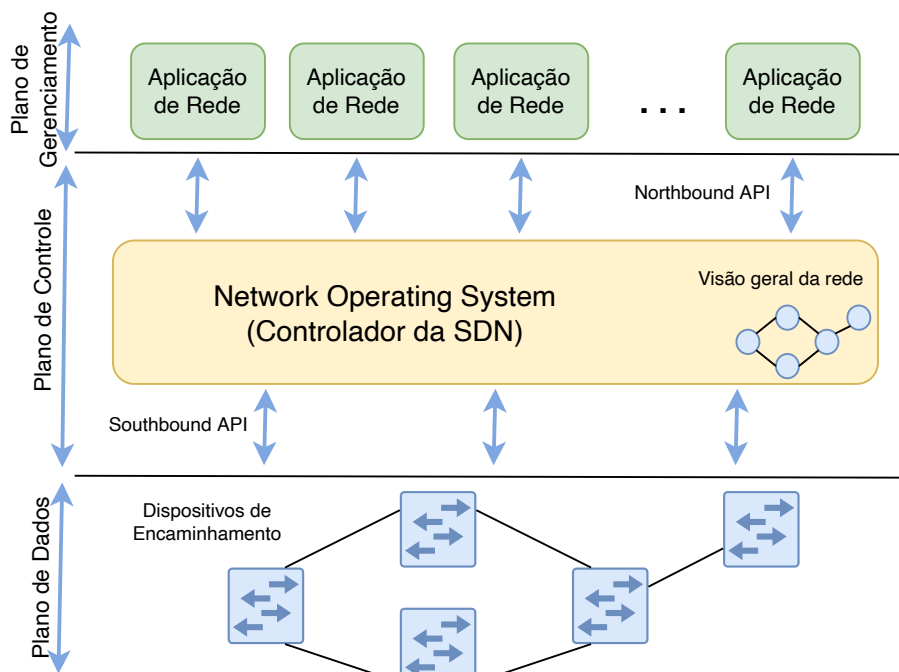 Plano de
Gerenciamento
Aplicação
de Rede
Aplicação
de Rede
Aplicação
de Rede
. . .
Aplicação
de Rede
Northbound API
Plano de Controle
Network Operating System
(Controlador da SDN)
Visão geral da rede
Southbound API
Plano de Dados
Dispositivos de
Encaminhamento